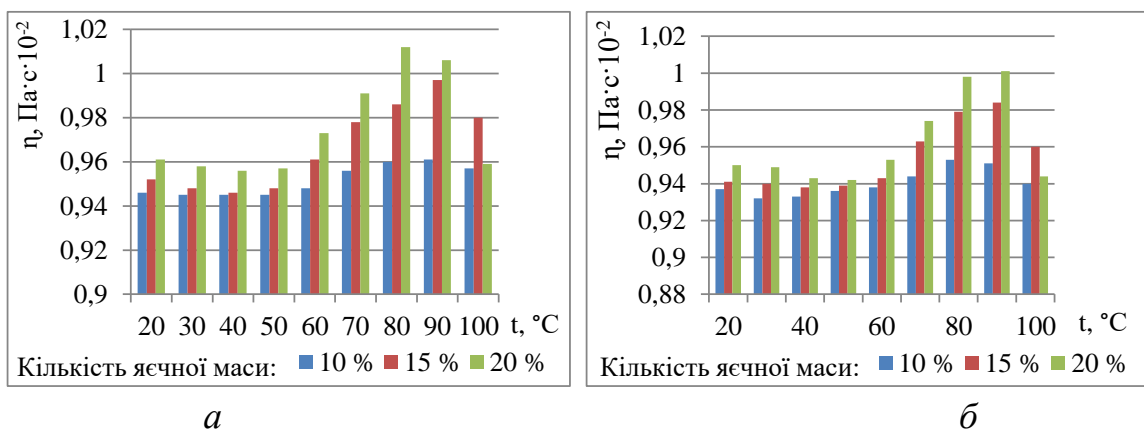 η, Па·с·10⁻²
1,02
1
0,98
0,96
0,94
0,92
0,9
20 30 40 50 60 70 80 90 100 t, °C
Кількість яєчної маси: 10 % 15 % 20 %
а
η, Па·с·10⁻²
1,02
1
0,98
0,96
0,94
0,92
0,9
0,88
20 40 60 80 100 t, °C
Кількість яєчної маси: 10 % 15 % 20 %
б